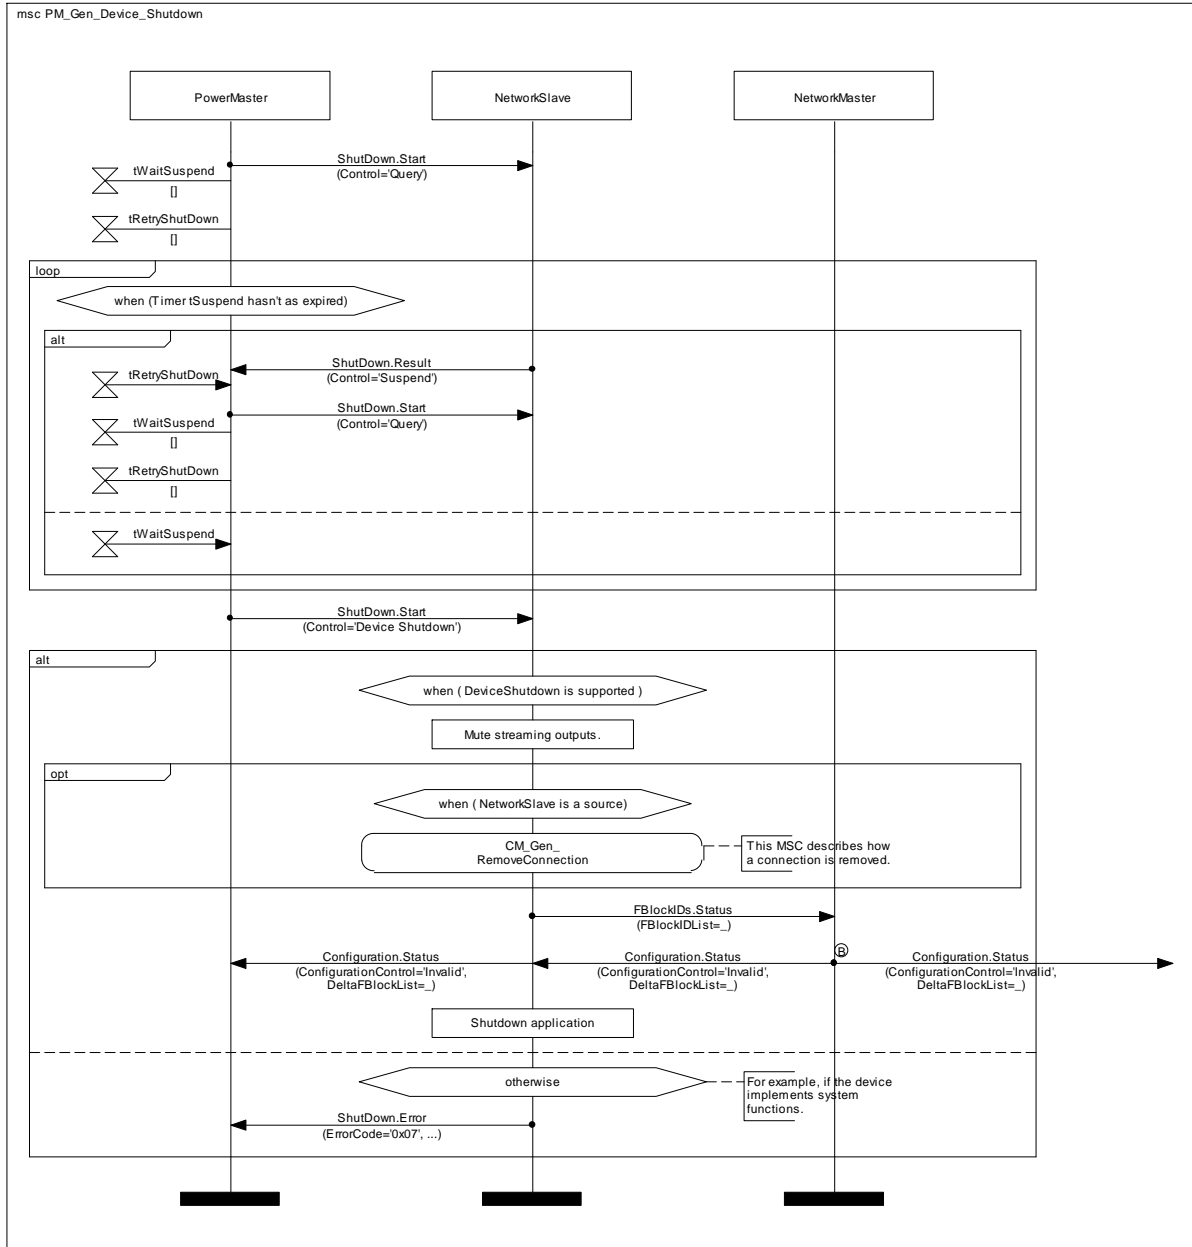 msc PM_Gen_Device_Shutdown
PowerMaster
NetworkSlave
NetworkMaster
ShutDown.Start
(Control='Query')
tWaitSuspend
[]
tRetryShutDown
[]
loop
when (Timer tSuspend hasn't as expired)
alt
ShutDown.Result
(Control='Suspend')
tRetryShutDown
ShutDown.Start
(Control='Query')
tWaitSuspend
[]
tRetryShutDown
[]
tWaitSuspend
ShutDown.Start
(Control='Device Shutdown')
alt
when ( DeviceShutdown is supported )
Mute streaming outputs.
opt
when ( NetworkSlave is a source)
CM_Gen_
RemoveConnection
This MSC describes how
a connection is removed.
FBlockIDs.Status
(FBlockIDList=_)
B
Configuration.Status
(ConfigurationControl='Invalid',
DeltaFBlockList=_)
Configuration.Status
(ConfigurationControl='Invalid',
DeltaFBlockList=_)
Configuration.Status
(ConfigurationControl='Invalid',
DeltaFBlockList=_)
Shutdown application
otherwise
For example, if the device
implements system
functions.
ShutDown.Error
(ErrorCode='0x07', ...)